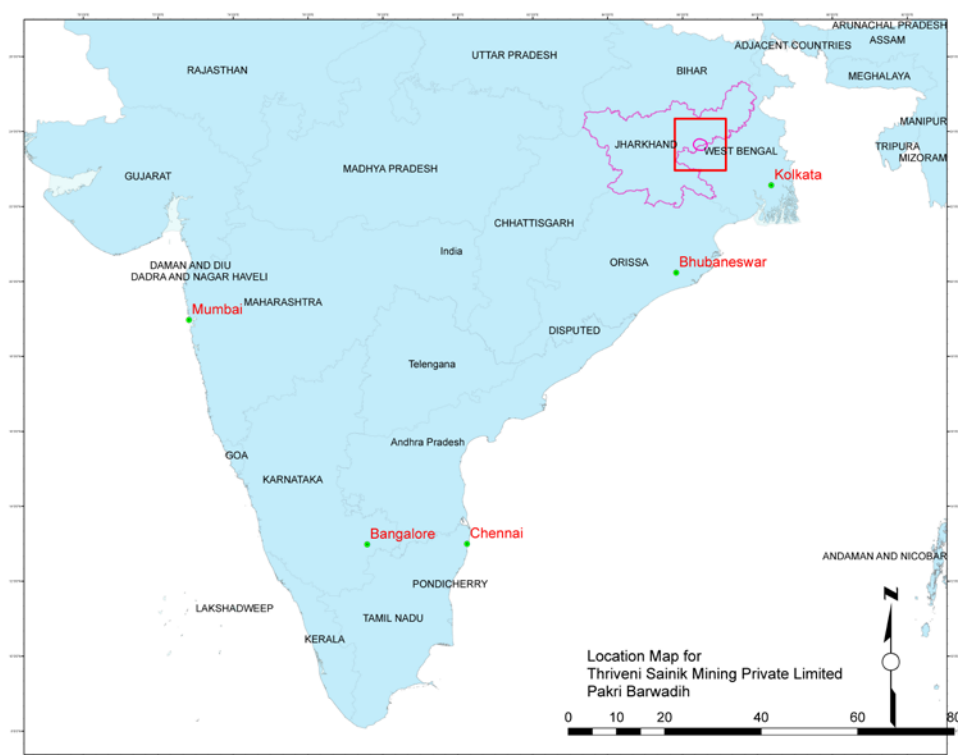 ARUNACHAL PRADESH
ASSAM
ADJACENT COUNTRIES
UTTAR PRADESH
RAJASTHAN
BIHAR
MEGHALAYA
MANIPUR
JHARKHAND
WEST BENGAL
TRIPURA
MIZORAM
MADHYA PRADESH
GUJARAT
Kolkata
CHHATTISGARH
India
ORISSA
Bhubaneswar
DAMAN AND DIU
DADRA AND NAGAR HAVELI
MAHARASHTRA
Mumbai
DISPUTED
Telengana
Andhra Pradesh
GOA
KARNATAKA
Bangalore
Chennai
ANDAMAN AND NICOBAR
PONDICHERRY
LAKSHADWEEP
TAMIL NADU
KERALA
N
Location Map for
Thriveni Sainik Mining Private Limited
Pakri Barwadih
0 5 10 20 40 60 80